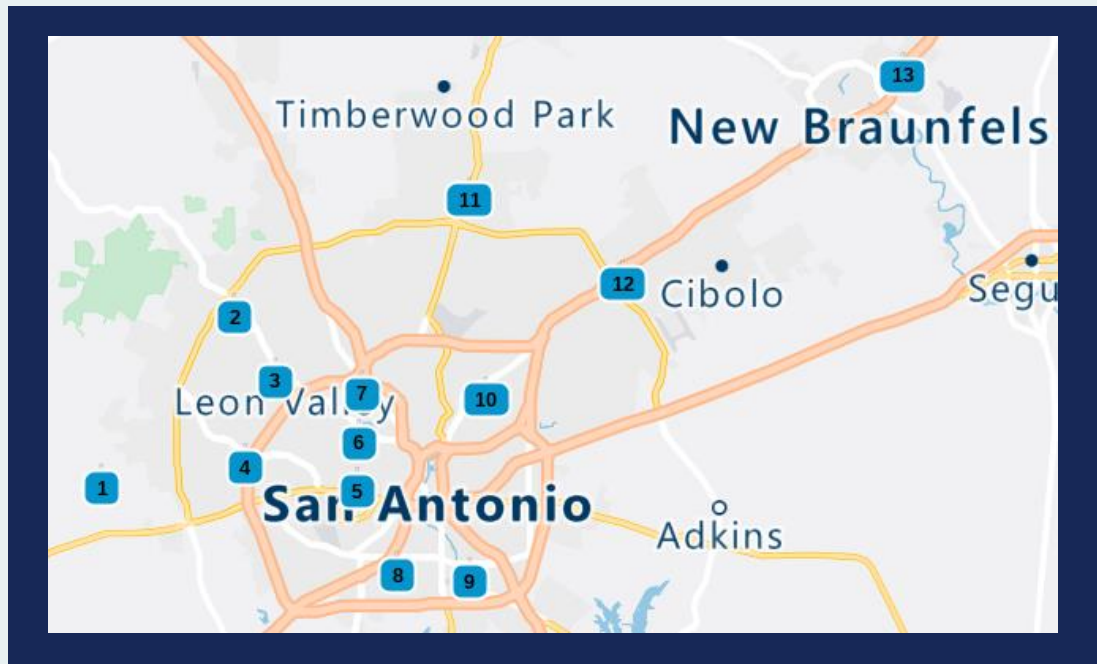 13
Timberwood Park
New Braunfels
11
12
Cibolo
Segu
2
3
Leon Valley
7
10
6
4
1
5
San Antonio
Adkins
8
9